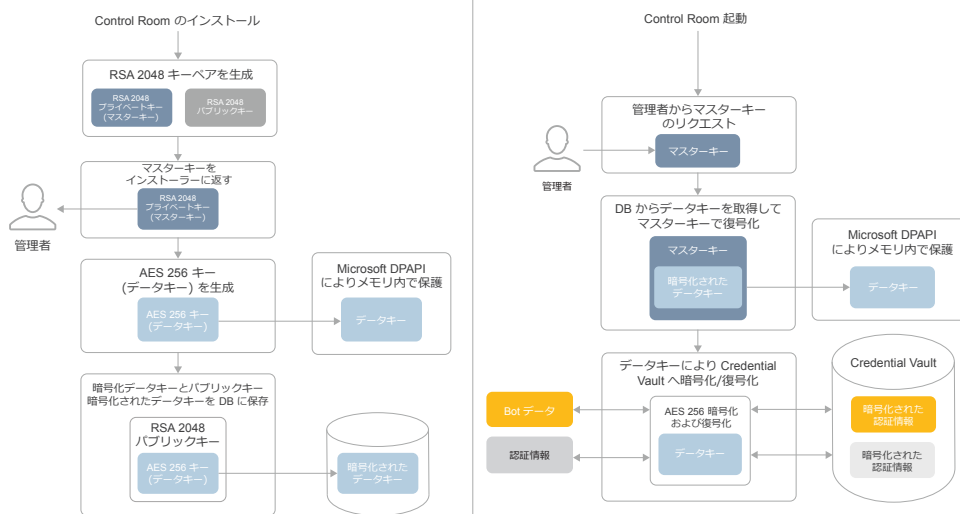 Control Room のインストール
RSA 2048 キーペアを生成
RSA 2048
プライベートキー
(マスターキー)
RSA 2048
パブリックキー
マスターキーを
インストーラーに返す
RSA 2048
プライベートキー
(マスターキー)
管理者
AES 256 キー
(データキー) を生成
AES 256 キー
(データキー)
Microsoft DPAPI
によりメモリ内で保護
データキー
暗号化データキーとパブリックキー
暗号化されたデータキーを DB に保存
RSA 2048
パブリックキー
AES 256 キー
(データキー)
暗号化された
データキー
Control Room 起動
管理者からマスターキー
のリクエスト
マスターキー
管理者
DB からデータキーを取得して
マスターキーで復号化
マスターキー
暗号化された
データキー
Microsoft DPAPI
によりメモリ内で保護
データキー
データキーにより Credential
Vault へ暗号化/復号化
Bot データ
認証情報
AES 256 暗号化
および復号化
データキー
Credential Vault
暗号化された
認証情報
暗号化された
認証情報